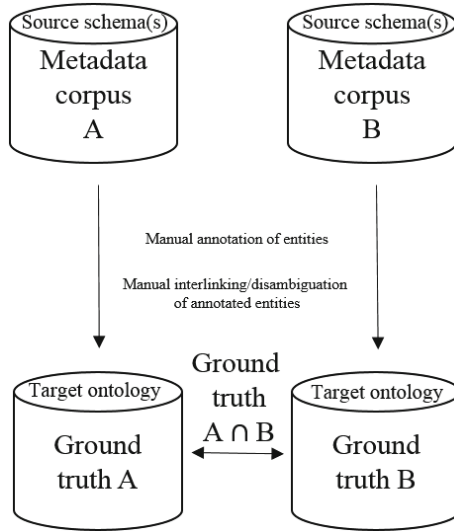 Source schema(s)
Metadata
corpus
A
Source schema(s)
Metadata
corpus
B
Manual annotation of entities
Manual interlinking/disambiguation
of annotated entities
Target ontology
Ground
truth A
Ground
truth
A ∩ B
Target ontology
Ground
truth B